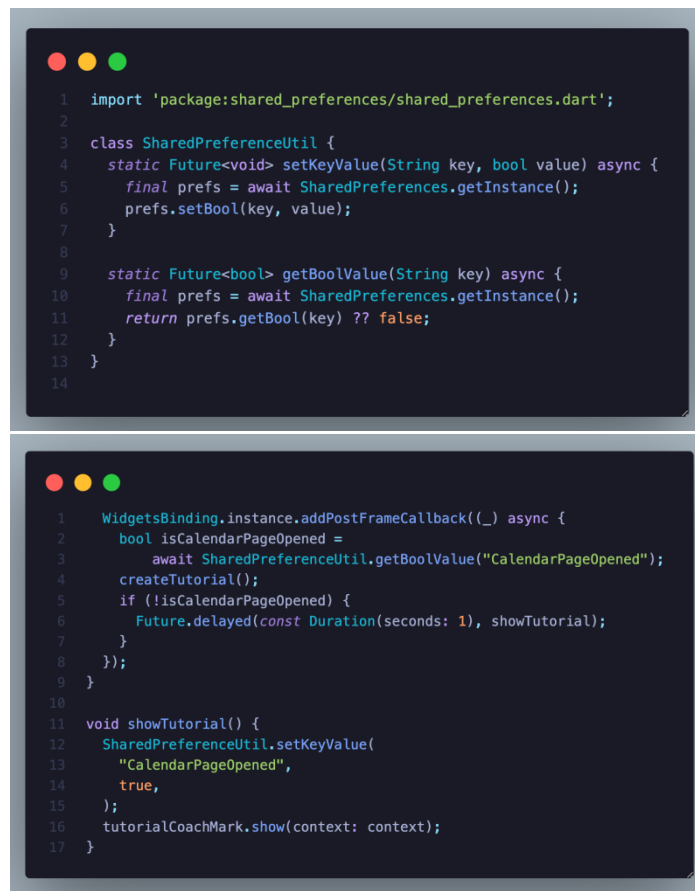 1 import 'package:shared_preferences/shared_preferences.dart';
2
3 class SharedPreferenceUtil {
4   static Future<void> setKeyValue(String key, bool value) async {
5     final prefs = await SharedPreferences.getInstance();
6     prefs.setBool(key, value);
7   }
8
9   static Future<bool> getBoolValue(String key) async {
10     final prefs = await SharedPreferences.getInstance();
11     return prefs.getBool(key) ?? false;
12   }
13 }
14
1   WidgetsBinding.instance.addPostFrameCallback((_) async {
2     bool isCalendarPageOpened =
3         await SharedPreferenceUtil.getBoolValue("CalendarPageOpened");
4     createTutorial();
5     if (!isCalendarPageOpened) {
6       Future.delayed(const Duration(seconds: 1), showTutorial);
7     }
8   });
9 }
10
11 void showTutorial() {
12   SharedPreferenceUtil.setKeyValue(
13     "CalendarPageOpened",
14     true,
15   );
16   tutorialCoachMark.show(context: context);
17 }